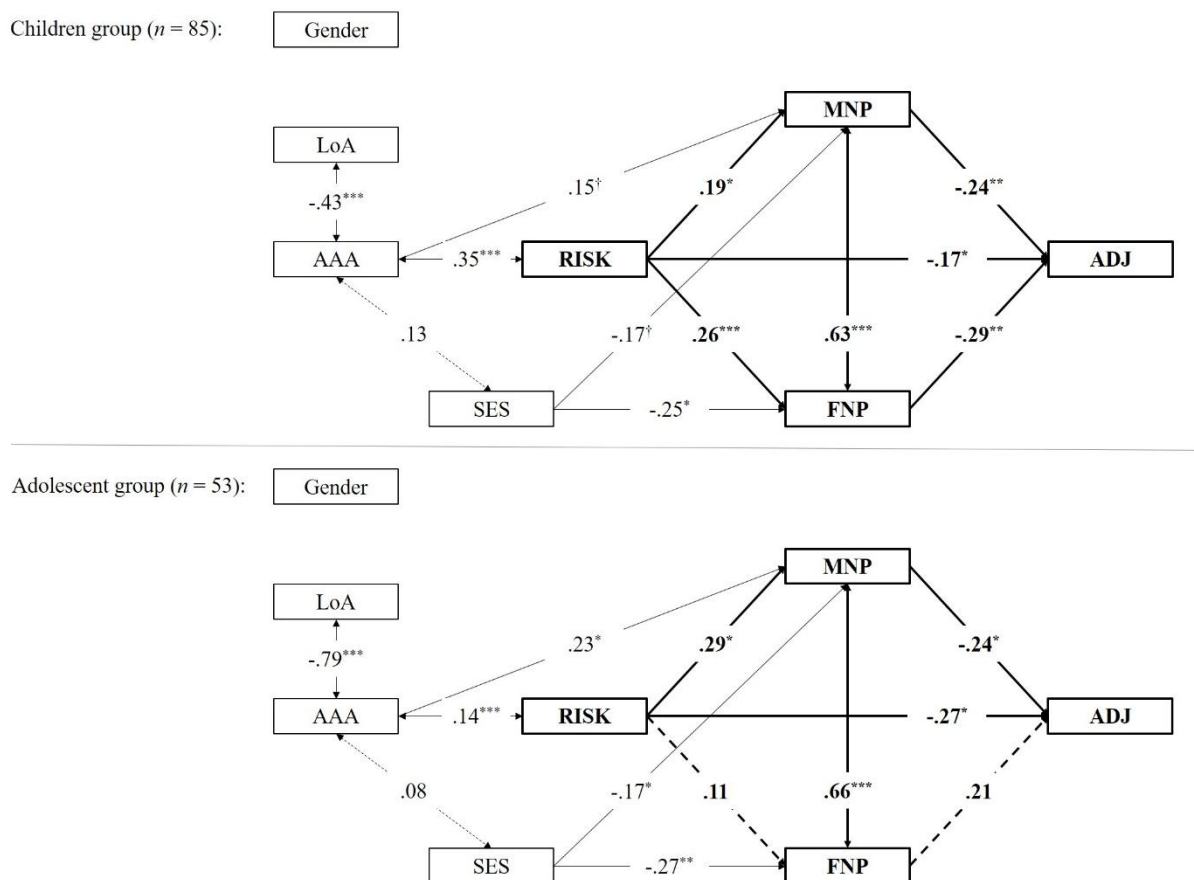 Children group (n = 85): Gender
MNP
LoA
.15† .19* -.24**
-.43***
AAA .35*** RISK -.17* ADJ
.13 -.17† .26*** .63*** -.29**
SES -.25* FNP
Adolescent group (n = 53): Gender
MNP
LoA
.23* .29* -.24*
-.79***
AAA .14*** RISK -.27* ADJ
.08 -.17* .11 .66*** .21
SES -.27** FNP